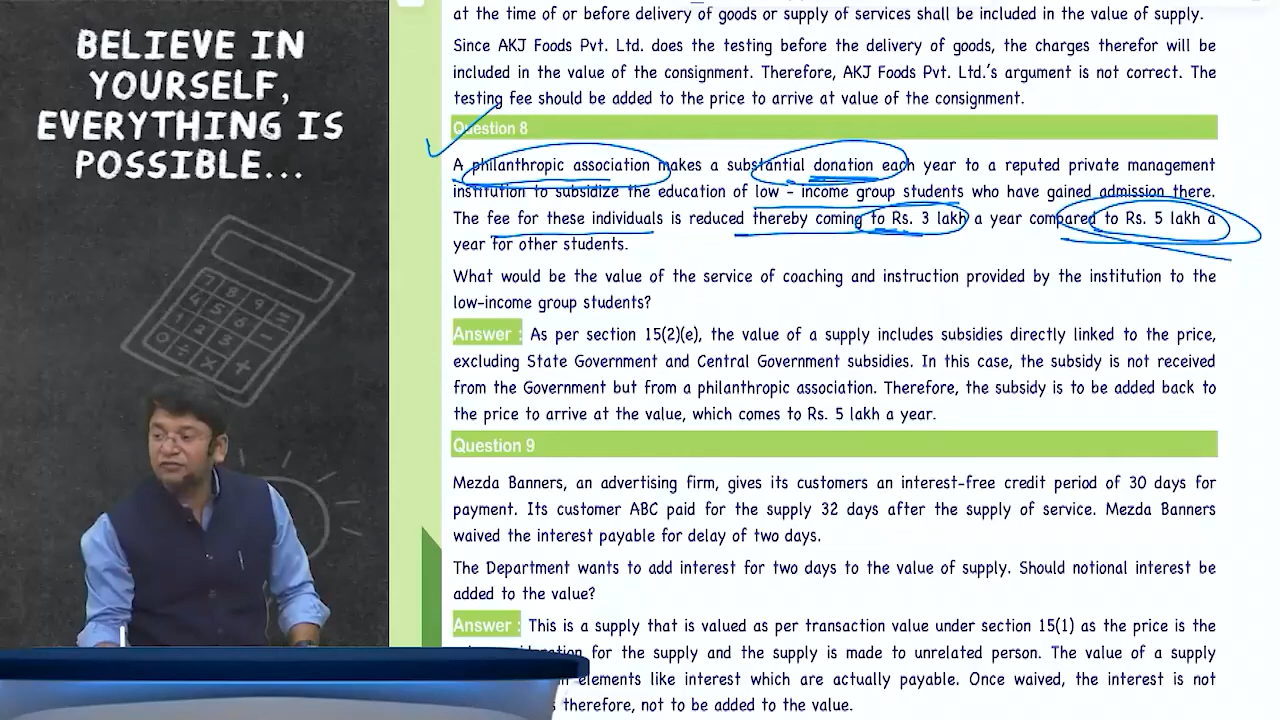 BELIEVE IN
YOURSELF,
EVERYTHING IS
POSSIBLE...
7 8 9 =
4 5 6 –
1 2 3
0 ÷ × +
at the time of or before delivery of goods or supply of services shall be included in the value of supply.
Since AKJ Foods Pvt. Ltd. does the testing before the delivery of goods, the charges therefor will be
included in the value of the consignment. Therefore, AKJ Foods Pvt. Ltd.'s argument is not correct. The
testing fee should be added to the price to arrive at value of the consignment.
Question 8
A philanthropic association makes a substantial donation each year to a reputed private management
institution to subsidize the education of low – income group students who have gained admission there.
The fee for these individuals is reduced thereby coming to Rs. 3 lakh a year compared to Rs. 5 lakh a
year for other students.
What would be the value of the service of coaching and instruction provided by the institution to the
low-income group students?
Answer : As per section 15(2)(e), the value of a supply includes subsidies directly linked to the price,
excluding State Government and Central Government subsidies. In this case, the subsidy is not received
from the Government but from a philanthropic association. Therefore, the subsidy is to be added back to
the price to arrive at the value, which comes to Rs. 5 lakh a year.
Question 9
Mezda Banners, an advertising firm, gives its customers an interest-free credit period of 30 days for
payment. Its customer ABC paid for the supply 32 days after the supply of service. Mezda Banners
waived the interest payable for delay of two days.
The Department wants to add interest for two days to the value of supply. Should notional interest be
added to the value?
Answer : This is a supply that is valued as per transaction value under section 15(1) as the price is the
for the supply and the supply is made to unrelated person. The value of a supply
elements like interest which are actually payable. Once waived, the interest is not
therefore, not to be added to the value.